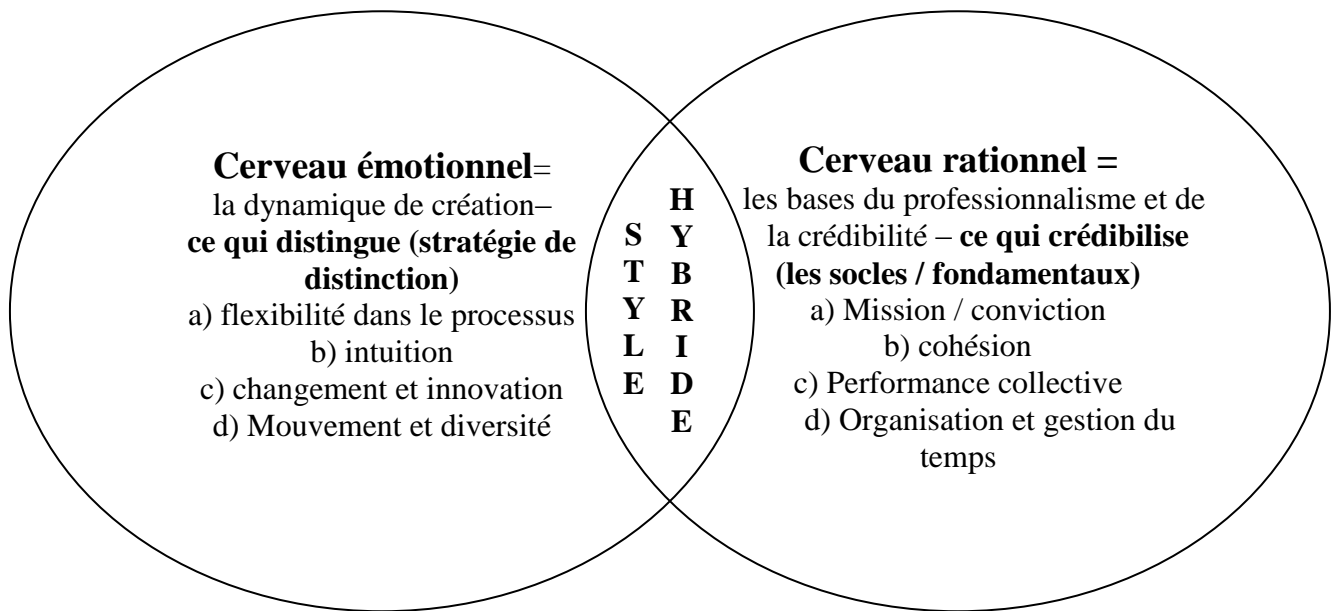 Cerveau émotionnel=
la dynamique de création–
ce qui distingue (stratégie de
distinction)
a) flexibilité dans le processus
b) intuition
c) changement et innovation
d) Mouvement et diversité
S
T
Y
L
E
H
Y
B
R
I
D
E
Cerveau rationnel =
les bases du professionnalisme et de
la crédibilité – ce qui crédibilise
(les socles / fondamentaux)
a) Mission / conviction
b) cohésion
c) Performance collective
d) Organisation et gestion du
temps